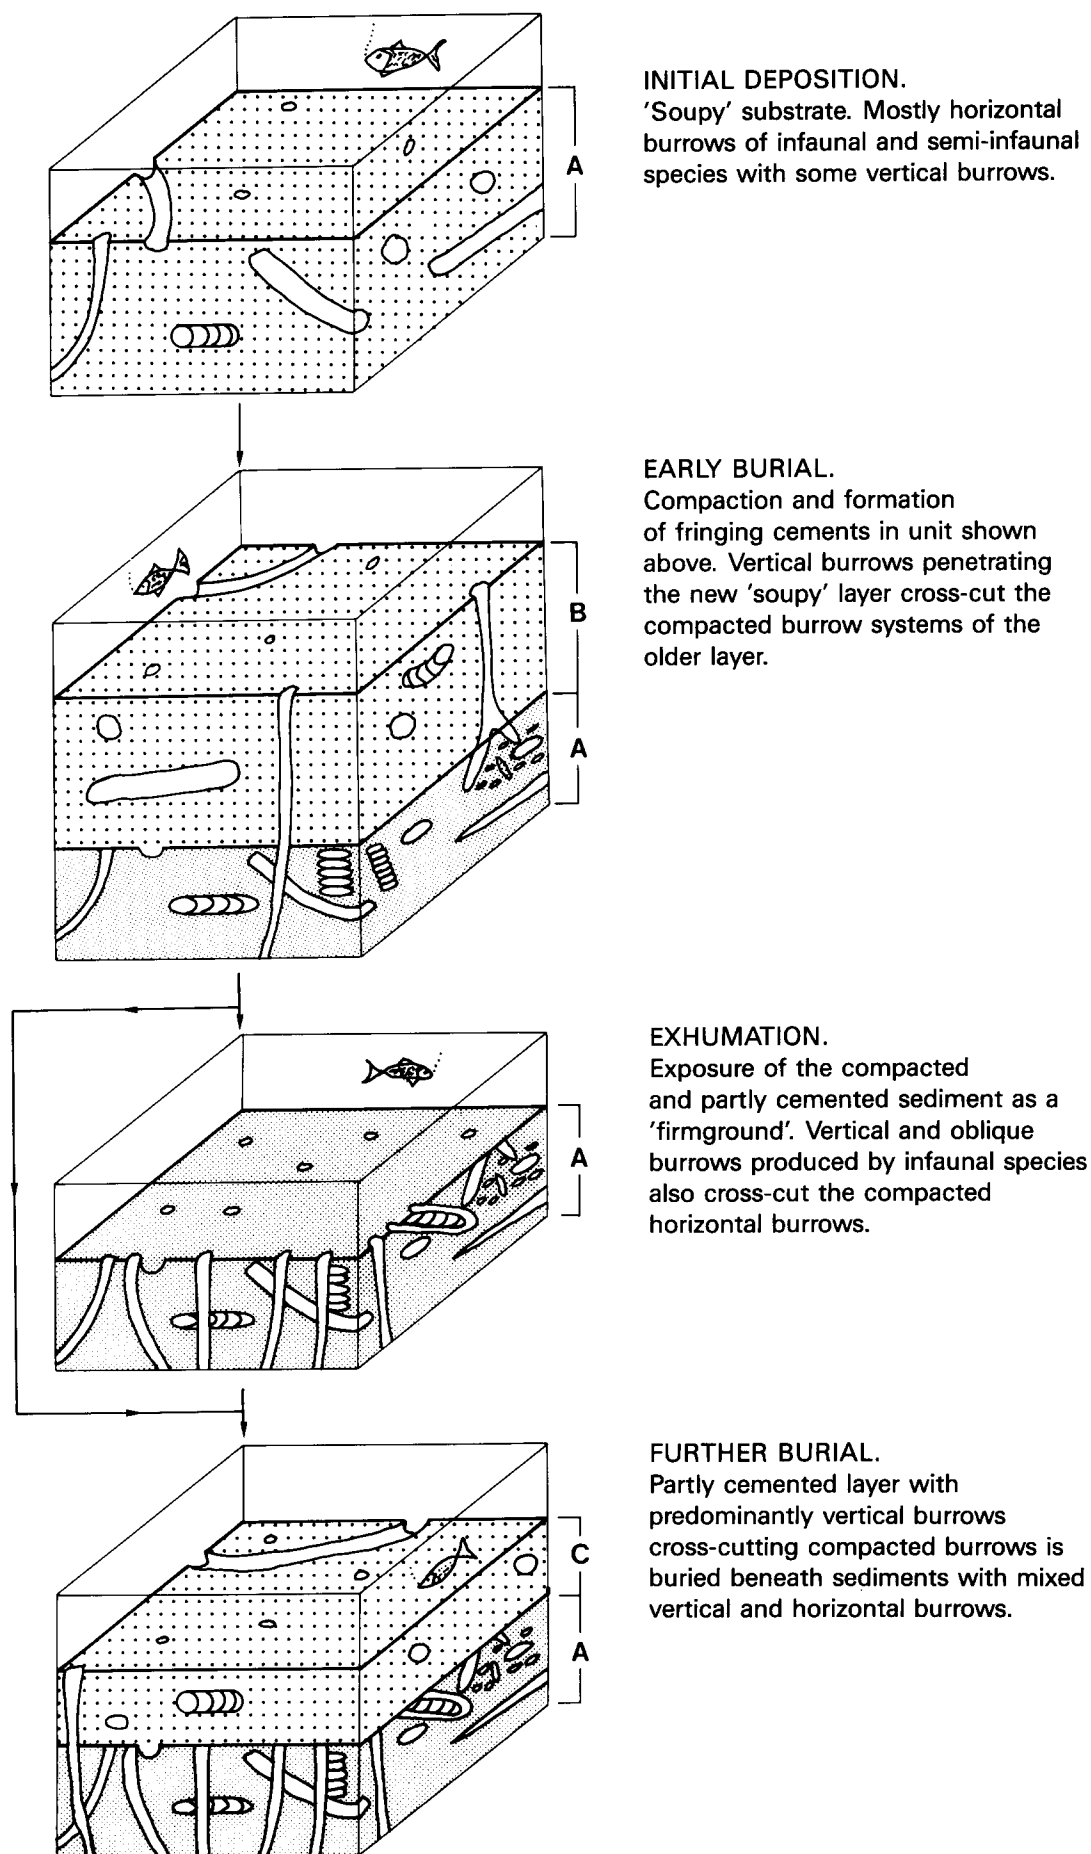 INITIAL DEPOSITION.
'Soupy' substrate. Mostly horizontal
burrows of infaunal and semi-infaunal
species with some vertical burrows.
A
EARLY BURIAL.
Compaction and formation
of fringing cements in unit shown
above. Vertical burrows penetrating
the new 'soupy' layer cross-cut the
compacted burrow systems of the
older layer.
B
A
EXHUMATION.
Exposure of the compacted
and partly cemented sediment as a
'firmground'. Vertical and oblique
burrows produced by infaunal species
also cross-cut the compacted
horizontal burrows.
A
FURTHER BURIAL.
Partly cemented layer with
predominantly vertical burrows
cross-cutting compacted burrows is
buried beneath sediments with mixed
vertical and horizontal burrows.
C
A